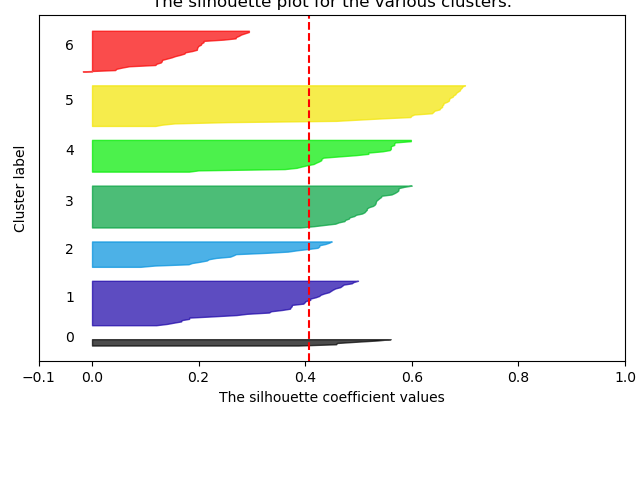 The silhouette plot for the various clusters.
6
5
4
3
2
1
0
Cluster label
−0.1 0.0 0.2 0.4 0.6 0.8 1.0
The silhouette coefficient values